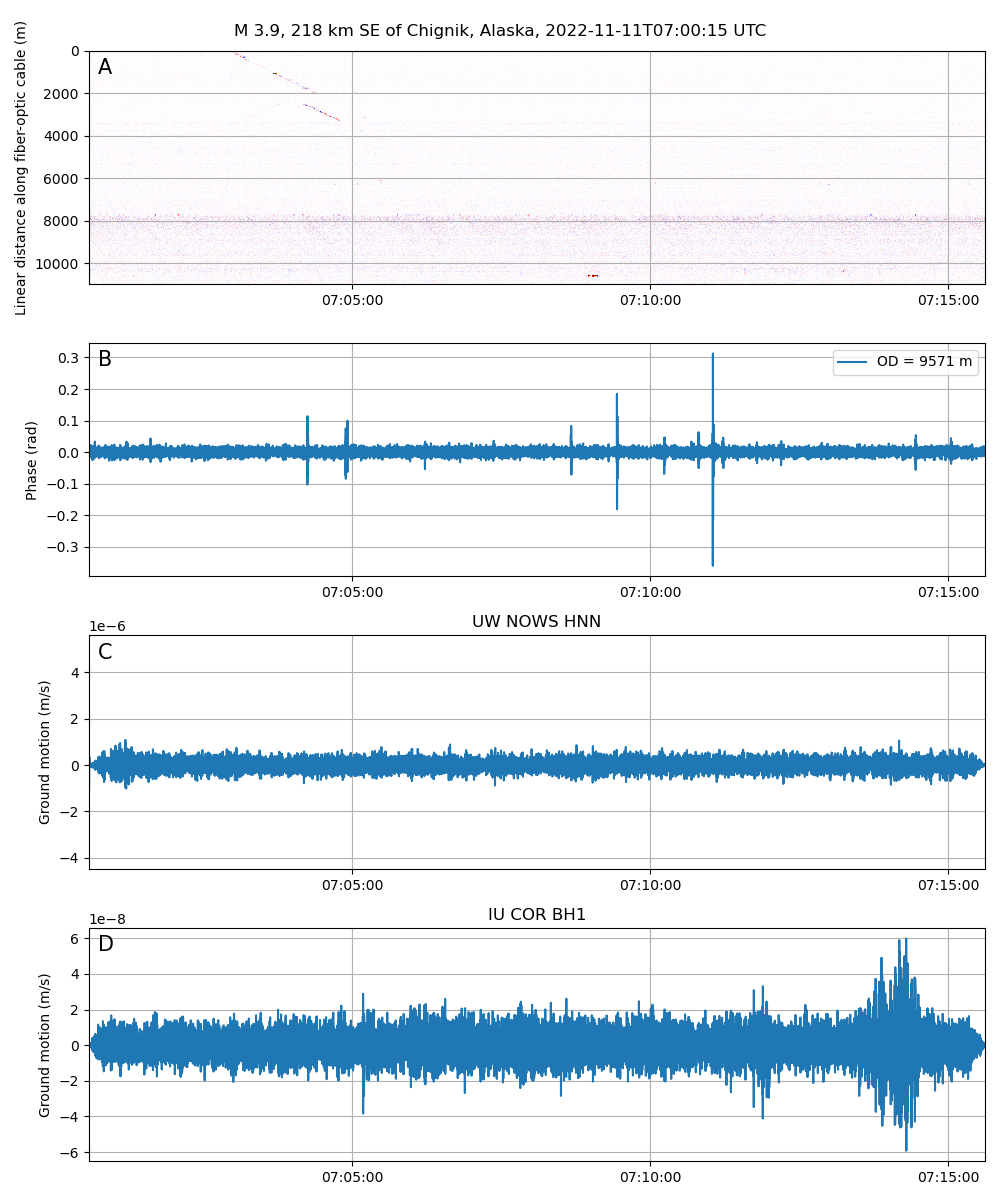 M 3.9, 218 km SE of Chignik, Alaska, 2022-11-11T07:00:15 UTC
Linear distance along fiber-optic cable (m)
A
0
2000
4000
6000
8000
10000
07:05:00 07:10:00 07:15:00
Phase (rad)
B
OD = 9571 m
0.3
0.2
0.1
0.0
−0.1
−0.2
−0.3
07:05:00 07:10:00 07:15:00
UW NOWS HNN
1e−6
Ground motion (m/s)
C
4
2
0
−2
−4
07:05:00 07:10:00 07:15:00
IU COR BH1
1e−8
Ground motion (m/s)
D
6
4
2
0
−2
−4
−6
07:05:00 07:10:00 07:15:00